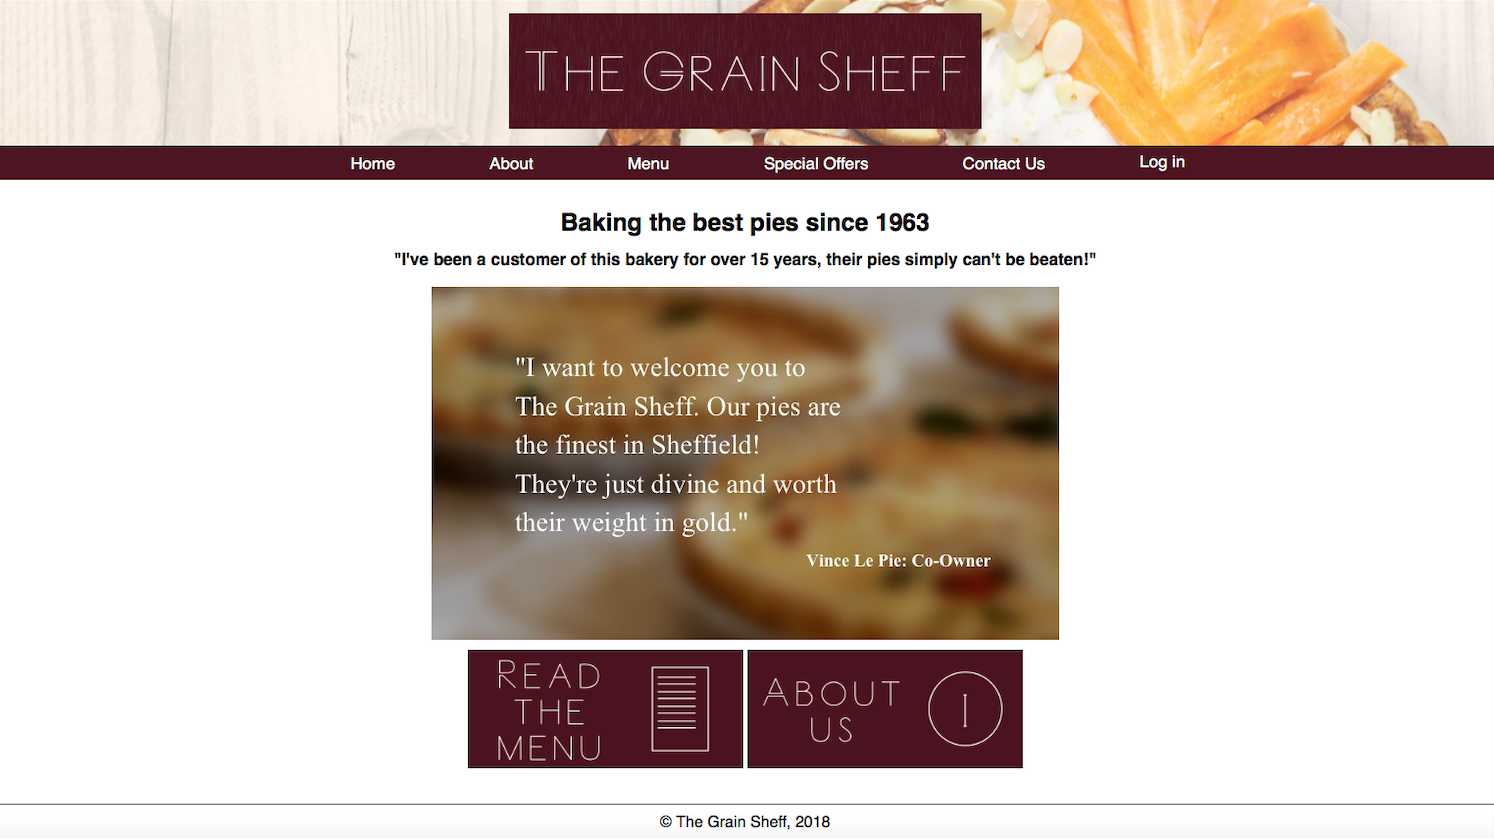 The Grain Sheff
Home About Menu Special Offers Contact Us Log in
Baking the best pies since 1963
"I've been a customer of this bakery for over 15 years, their pies simply can't be beaten!"
"I want to welcome you to
The Grain Sheff. Our pies are
the finest in Sheffield!
They're just divine and worth
their weight in gold."
Vince Le Pie: Co-Owner
Read
the
menu
About
us
I
© The Grain Sheff, 2018